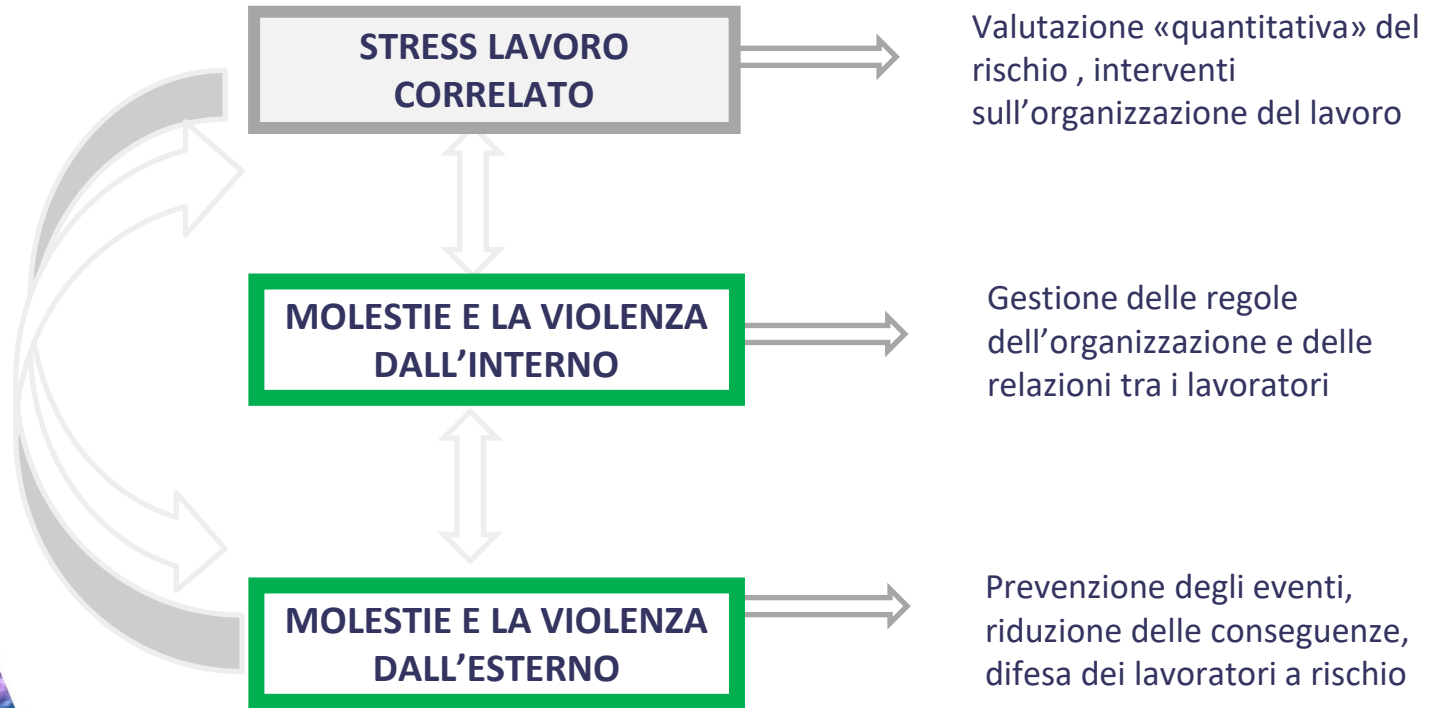 STRESS LAVORO
CORRELATO
Valutazione «quantitativa» del
rischio , interventi
sull’organizzazione del lavoro
MOLESTIE E LA VIOLENZA
DALL’INTERNO
Gestione delle regole
dell’organizzazione e delle
relazioni tra i lavoratori
MOLESTIE E LA VIOLENZA
DALL’ESTERNO
Prevenzione degli eventi,
riduzione delle conseguenze,
difesa dei lavoratori a rischio